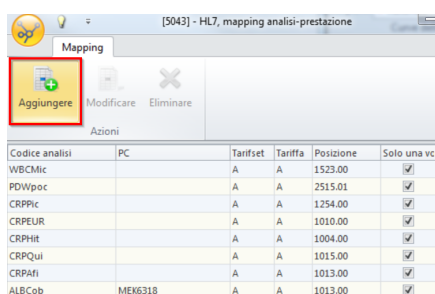 [5043] - HL7, mapping analisi-prestazione
Mapping
Aggiungere Modificare Eliminare
Azioni
Codice analisi PC Tarifset Tariffa Posizione Solo una vo
WBCMic A A 1523.00
PDWpoc A A 2515.01
CRPPic A A 1254.00
CRPEUR A A 1010.00
CRPHit A A 1004.00
CRPQui A A 1015.00
CRPAfi A A 1013.00
ALBCob MEK6318 A A 1013.00